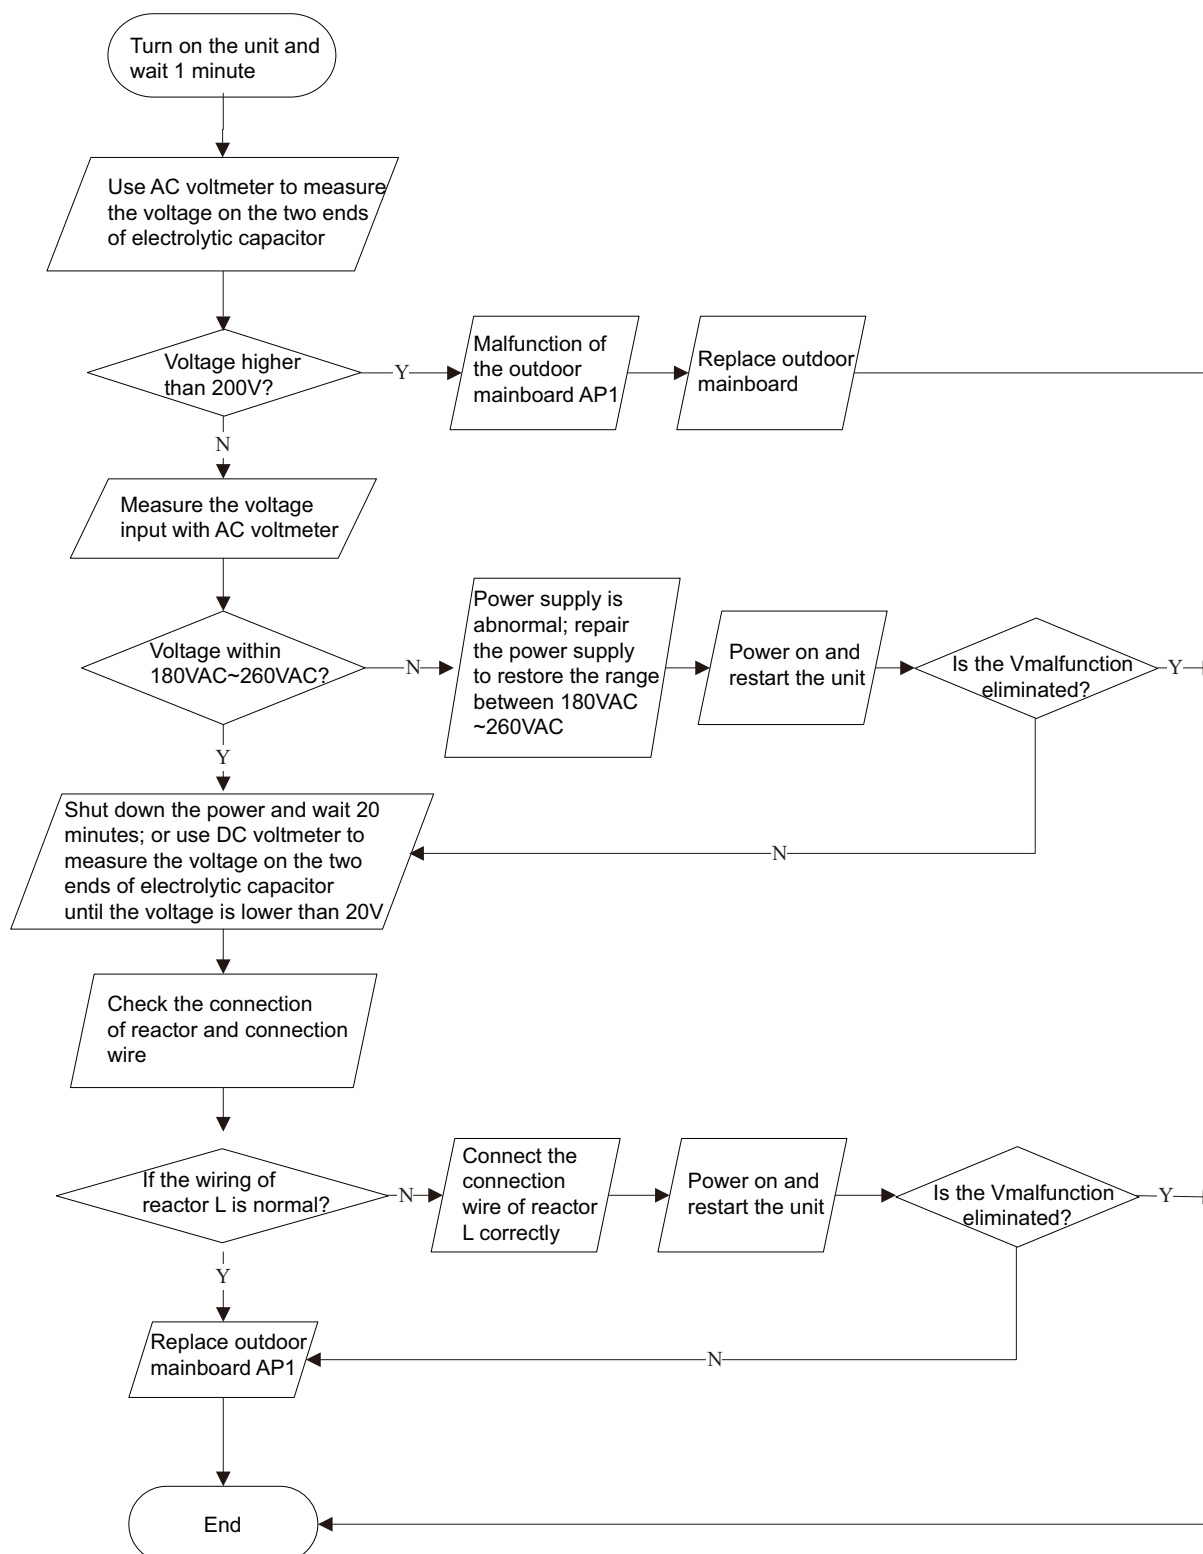 Turn on the unit and
wait 1 minute
Use AC voltmeter to measure
the voltage on the two ends
of electrolytic capacitor
Voltage higher
than 200V?
Y
Malfunction of
the outdoor
mainboard AP1
Replace outdoor
mainboard
N
Measure the voltage
input with AC voltmeter
Voltage within
180VAC~260VAC?
N
Power supply is
abnormal; repair
the power supply
to restore the range
between 180VAC
~260VAC
Power on and
restart the unit
Is the Vmalfunction
eliminated?
Y
Y
N
Shut down the power and wait 20
minutes; or use DC voltmeter to
measure the voltage on the two
ends of electrolytic capacitor
until the voltage is lower than 20V
Check the connection
of reactor and connection
wire
If the wiring of
reactor L is normal?
N
Connect the
connection
wire of reactor
L correctly
Power on and
restart the unit
Is the Vmalfunction
eliminated?
Y
Y
N
Replace outdoor
mainboard AP1
End